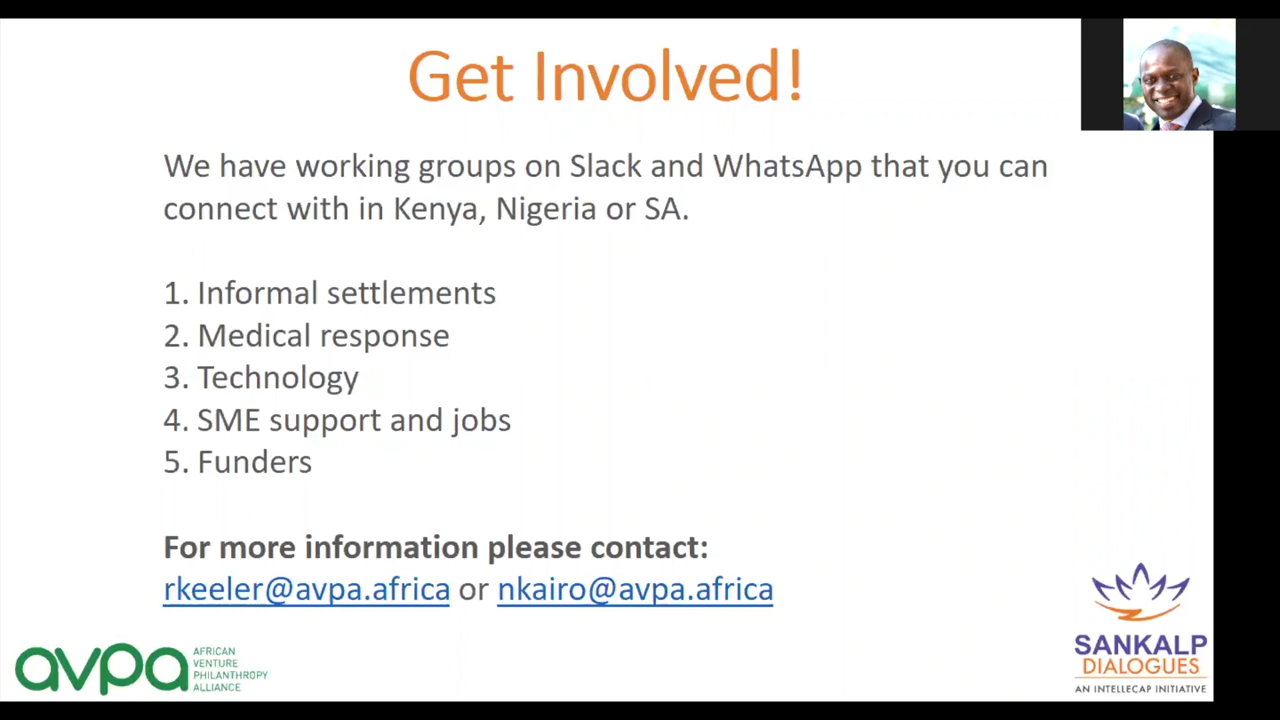 Get Involved!
We have working groups on Slack and WhatsApp that you can
connect with in Kenya, Nigeria or SA.
1. Informal settlements
2. Medical response
3. Technology
4. SME support and jobs
5. Funders
For more information please contact:
rkeeler@avpa.africa or nkairo@avpa.africa
avpa
AFRICAN
VENTURE
PHILANTHROPY
ALLIANCE
SANKALP
DIALOGUES
AN INTELLECAP INITIATIVE